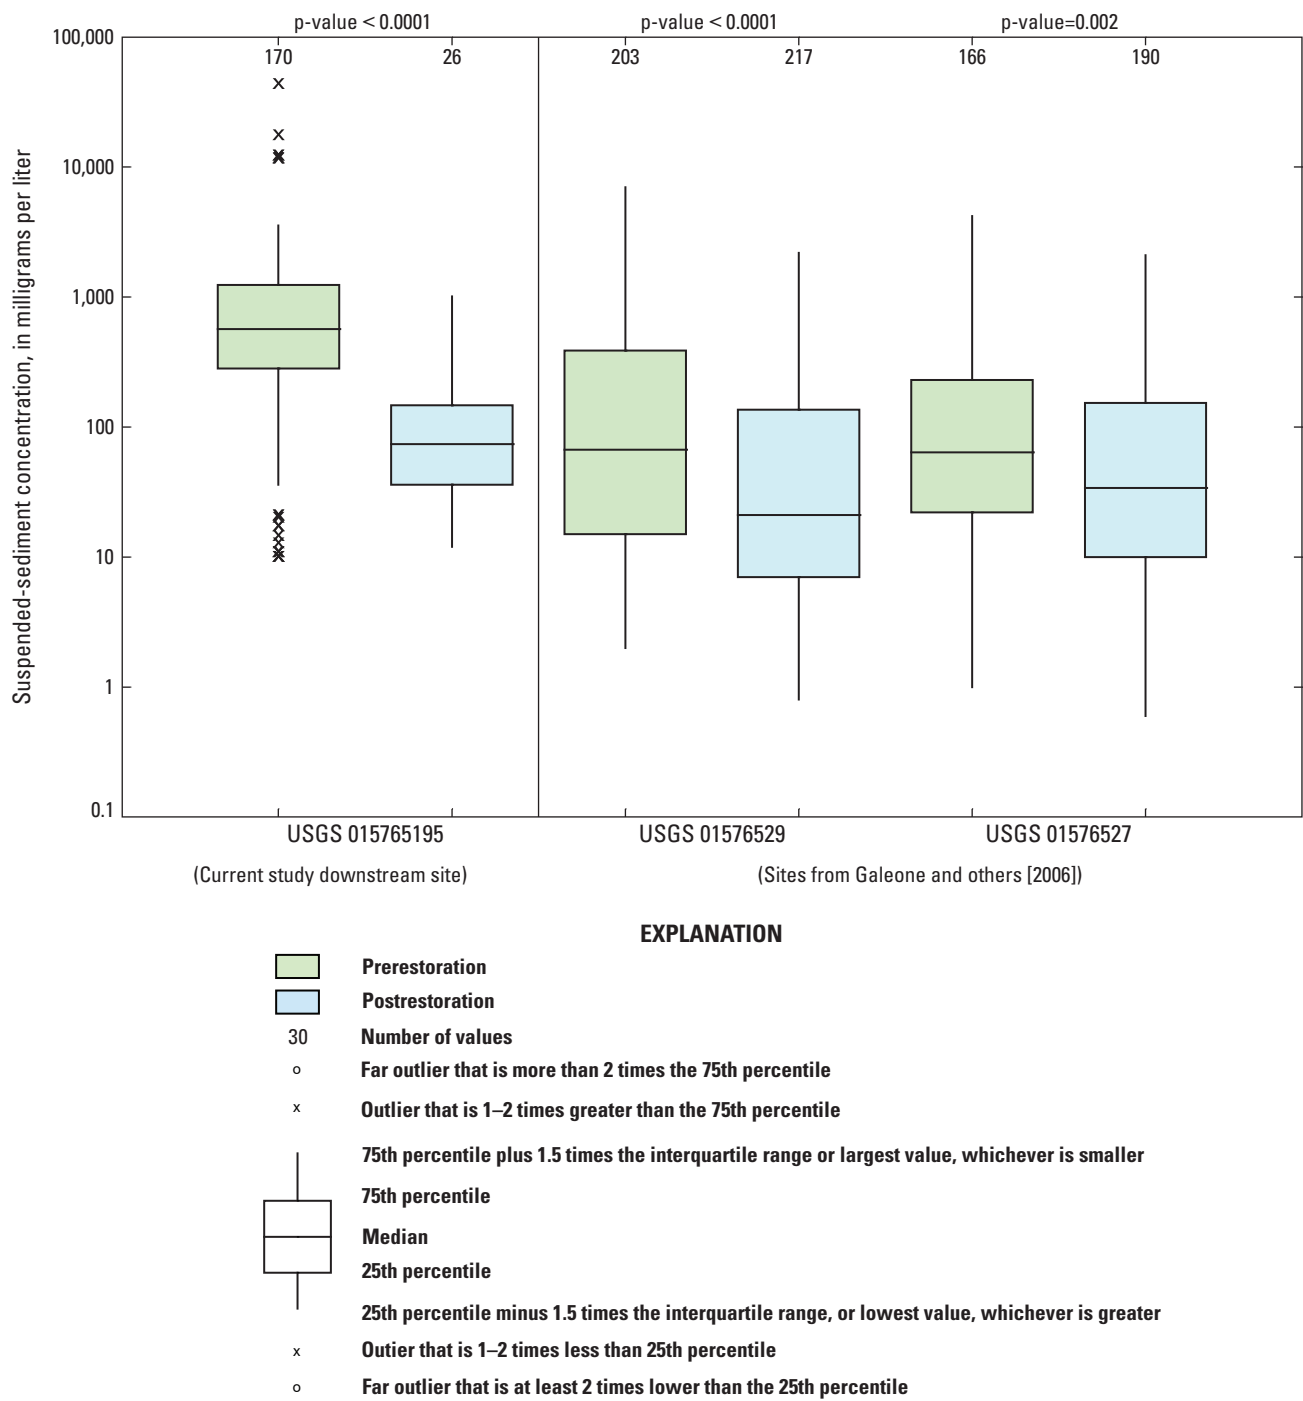 p-value < 0.0001 p-value < 0.0001 p-value=0.002
100,000
170 26 203 217 166 190
10,000
1,000
100
10
1
0.1
Suspended-sediment concentration, in milligrams per liter
USGS 015765195 USGS 01576529 USGS 01576527
(Current study downstream site) (Sites from Galeone and others [2006])
EXPLANATION
Prerestoration
Postrestoration
30 Number of values
o Far outlier that is more than 2 times the 75th percentile
x Outlier that is 1–2 times greater than the 75th percentile
75th percentile plus 1.5 times the interquartile range or largest value, whichever is smaller
75th percentile
Median
25th percentile
25th percentile minus 1.5 times the interquartile range, or lowest value, whichever is greater
x Outier that is 1–2 times less than 25th percentile
o Far outlier that is at least 2 times lower than the 25th percentile